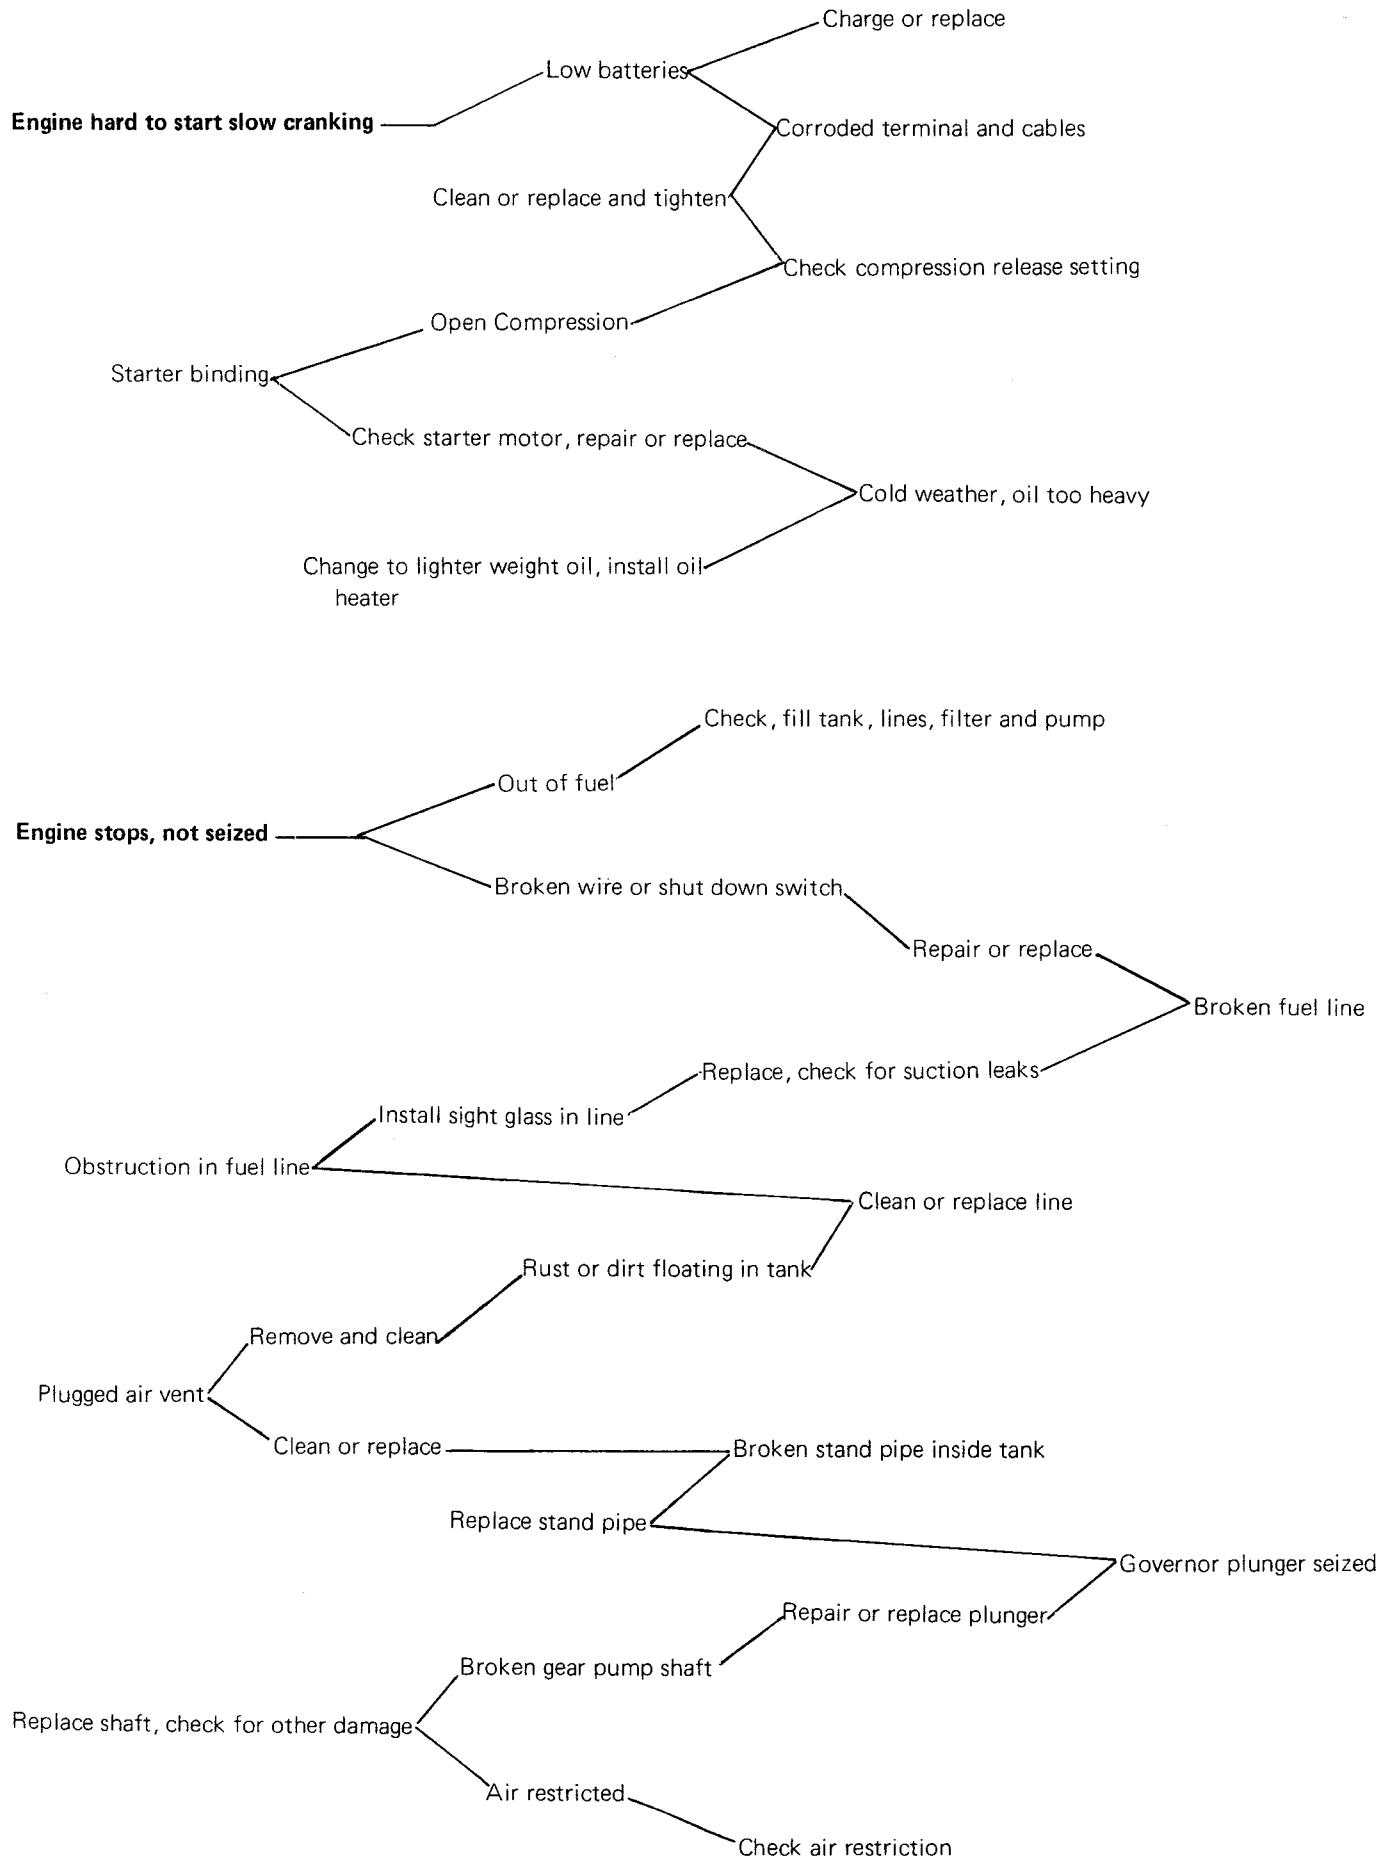 Charge or replace
Low batteries
Engine hard to start slow cranking
Corroded terminal and cables
Clean or replace and tighten
Check compression release setting
Open Compression
Starter binding
Check starter motor, repair or replace
Cold weather, oil too heavy
Change to lighter weight oil, install oil
heater
Check, fill tank, lines, filter and pump
Out of fuel
Engine stops, not seized
Broken wire or shut down switch
Repair or replace
Broken fuel line
Replace, check for suction leaks
Install sight glass in line
Obstruction in fuel line
Clean or replace line
Rust or dirt floating in tank
Remove and clean
Plugged air vent
Clean or replace
Broken stand pipe inside tank
Replace stand pipe
Governor plunger seized
Repair or replace plunger
Broken gear pump shaft
Replace shaft, check for other damage
Air restricted
Check air restriction